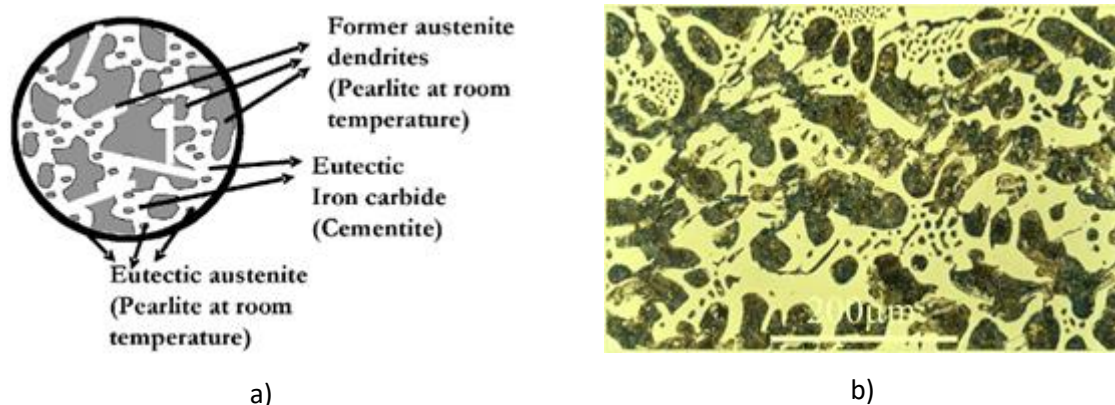 Former austenite
dendrites
(Pearlite at room
temperature)
Eutectic
Iron carbide
(Cementite)
Eutectic austenite
(Pearlite at room
temperature)
a)
200μm
b)